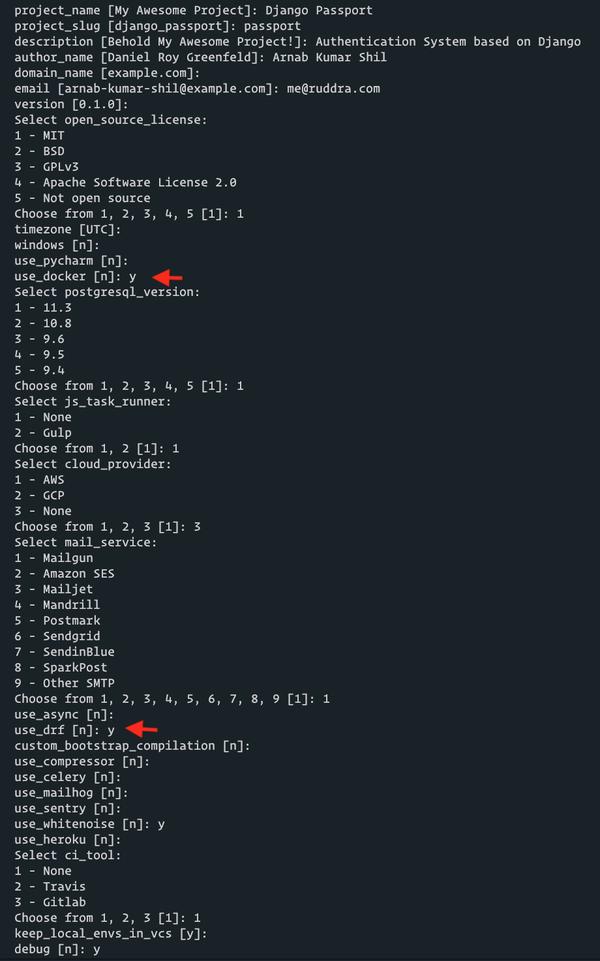 project_name [My Awesome Project]: Django Passport
project_slug [django_passport]: passport
description [Behold My Awesome Project!]: Authentication System based on Django
author_name [Daniel Roy Greenfeld]: Arnab Kumar Shil
domain_name [example.com]:
email [arnab-kumar-shil@example.com]: me@ruddra.com
version [0.1.0]:
Select open_source_license:
1 - MIT
2 - BSD
3 - GPLv3
4 - Apache Software License 2.0
5 - Not open source
Choose from 1, 2, 3, 4, 5 [1]: 1
timezone [UTC]:
windows [n]:
use_pycharm [n]:
use_docker [n]: y
Select postgresql_version:
1 - 11.3
2 - 10.8
3 - 9.6
4 - 9.5
5 - 9.4
Choose from 1, 2, 3, 4, 5 [1]: 1
Select js_task_runner:
1 - None
2 - Gulp
Choose from 1, 2 [1]: 1
Select cloud_provider:
1 - AWS
2 - GCP
3 - None
Choose from 1, 2, 3 [1]: 3
Select mail_service:
1 - Mailgun
2 - Amazon SES
3 - Mailjet
4 - Mandrill
5 - Postmark
6 - Sendgrid
7 - SendinBlue
8 - SparkPost
9 - Other SMTP
Choose from 1, 2, 3, 4, 5, 6, 7, 8, 9 [1]: 1
use_async [n]:
use_drf [n]: y
custom_bootstrap_compilation [n]:
use_compressor [n]:
use_celery [n]:
use_mailhog [n]:
use_sentry [n]:
use_whitenoise [n]: y
use_heroku [n]:
Select ci_tool:
1 - None
2 - Travis
3 - Gitlab
Choose from 1, 2, 3 [1]: 1
keep_local_envs_in_vcs [y]:
debug [n]: y